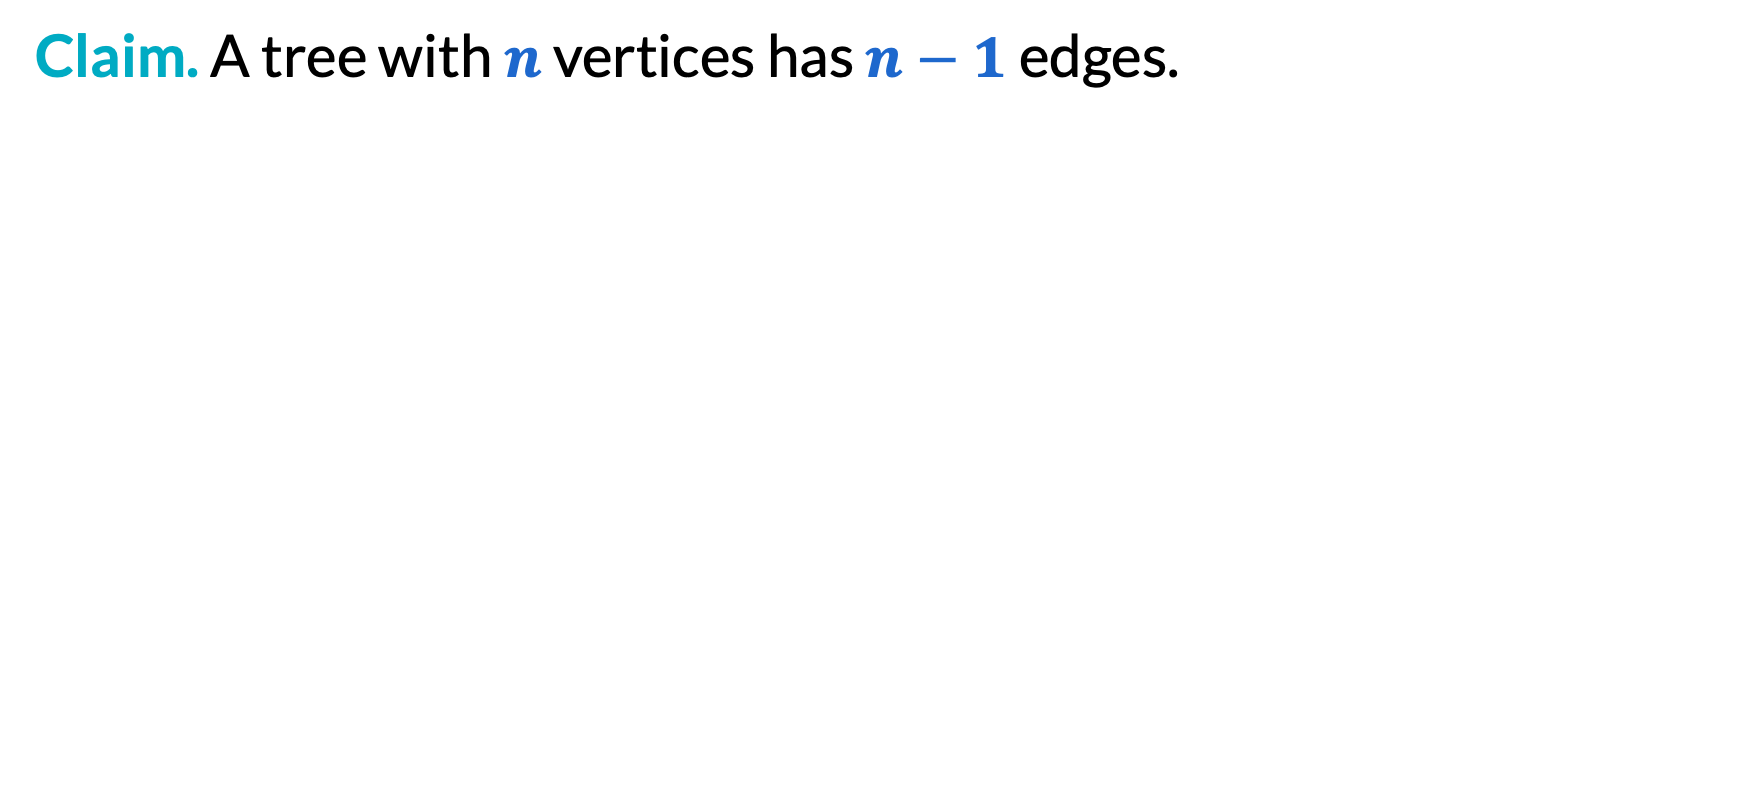 Claim. A tree with n vertices has n − 1 edges.